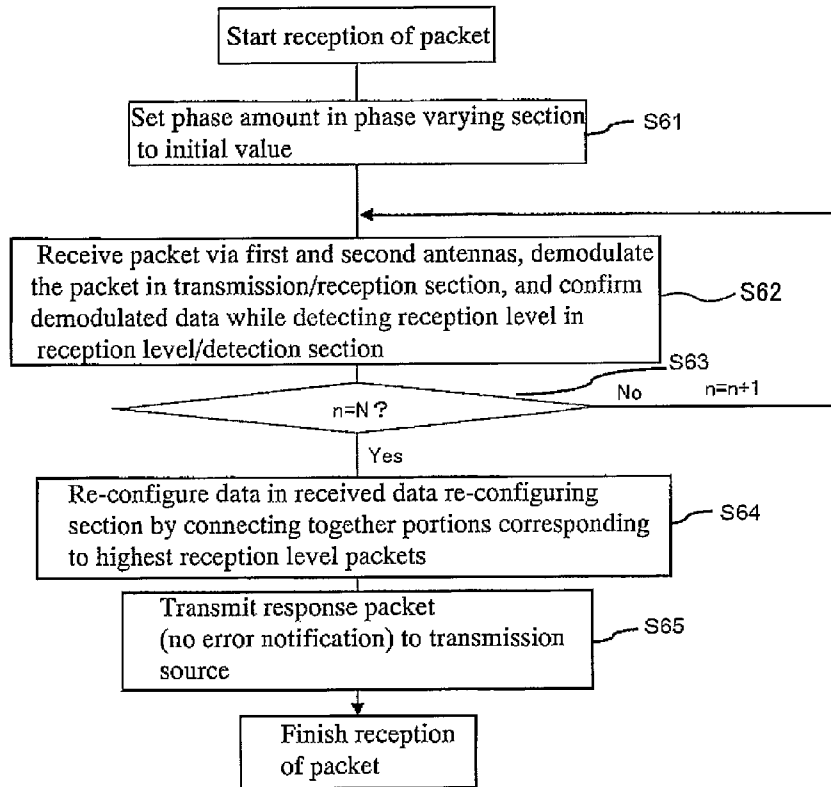 Start reception of packet
Set phase amount in phase varying section
to initial value
S61
Receive packet via first and second antennas, demodulate
the packet in transmission/reception section, and confirm
demodulated data while detecting reception level in
reception level/detection section
S62
S63
n=N?
No
n=n+1
Yes
Re-configure data in received data re-configuring
section by connecting together portions corresponding
to highest reception level packets
S64
Transmit response packet
(no error notification) to transmission
source
S65
Finish reception
of packet